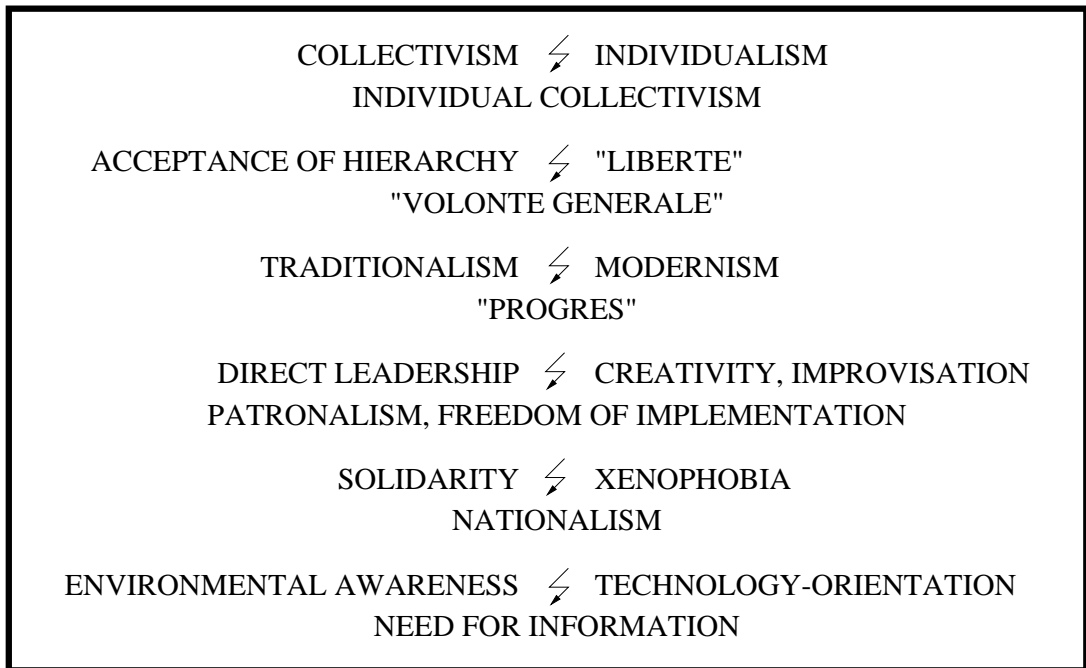 COLLECTIVISM INDIVIDUALISM
INDIVIDUAL COLLECTIVISM
ACCEPTANCE OF HIERARCHY "LIBERTE"
"VOLONTE GENERALE"
TRADITIONALISM MODERNISM
"PROGRES"
DIRECT LEADERSHIP CREATIVITY, IMPROVISATION
PATRONALISM, FREEDOM OF IMPLEMENTATION
SOLIDARITY XENOPHOBIA
NATIONALISM
ENVIRONMENTAL AWARENESS TECHNOLOGY-ORIENTATION
NEED FOR INFORMATION